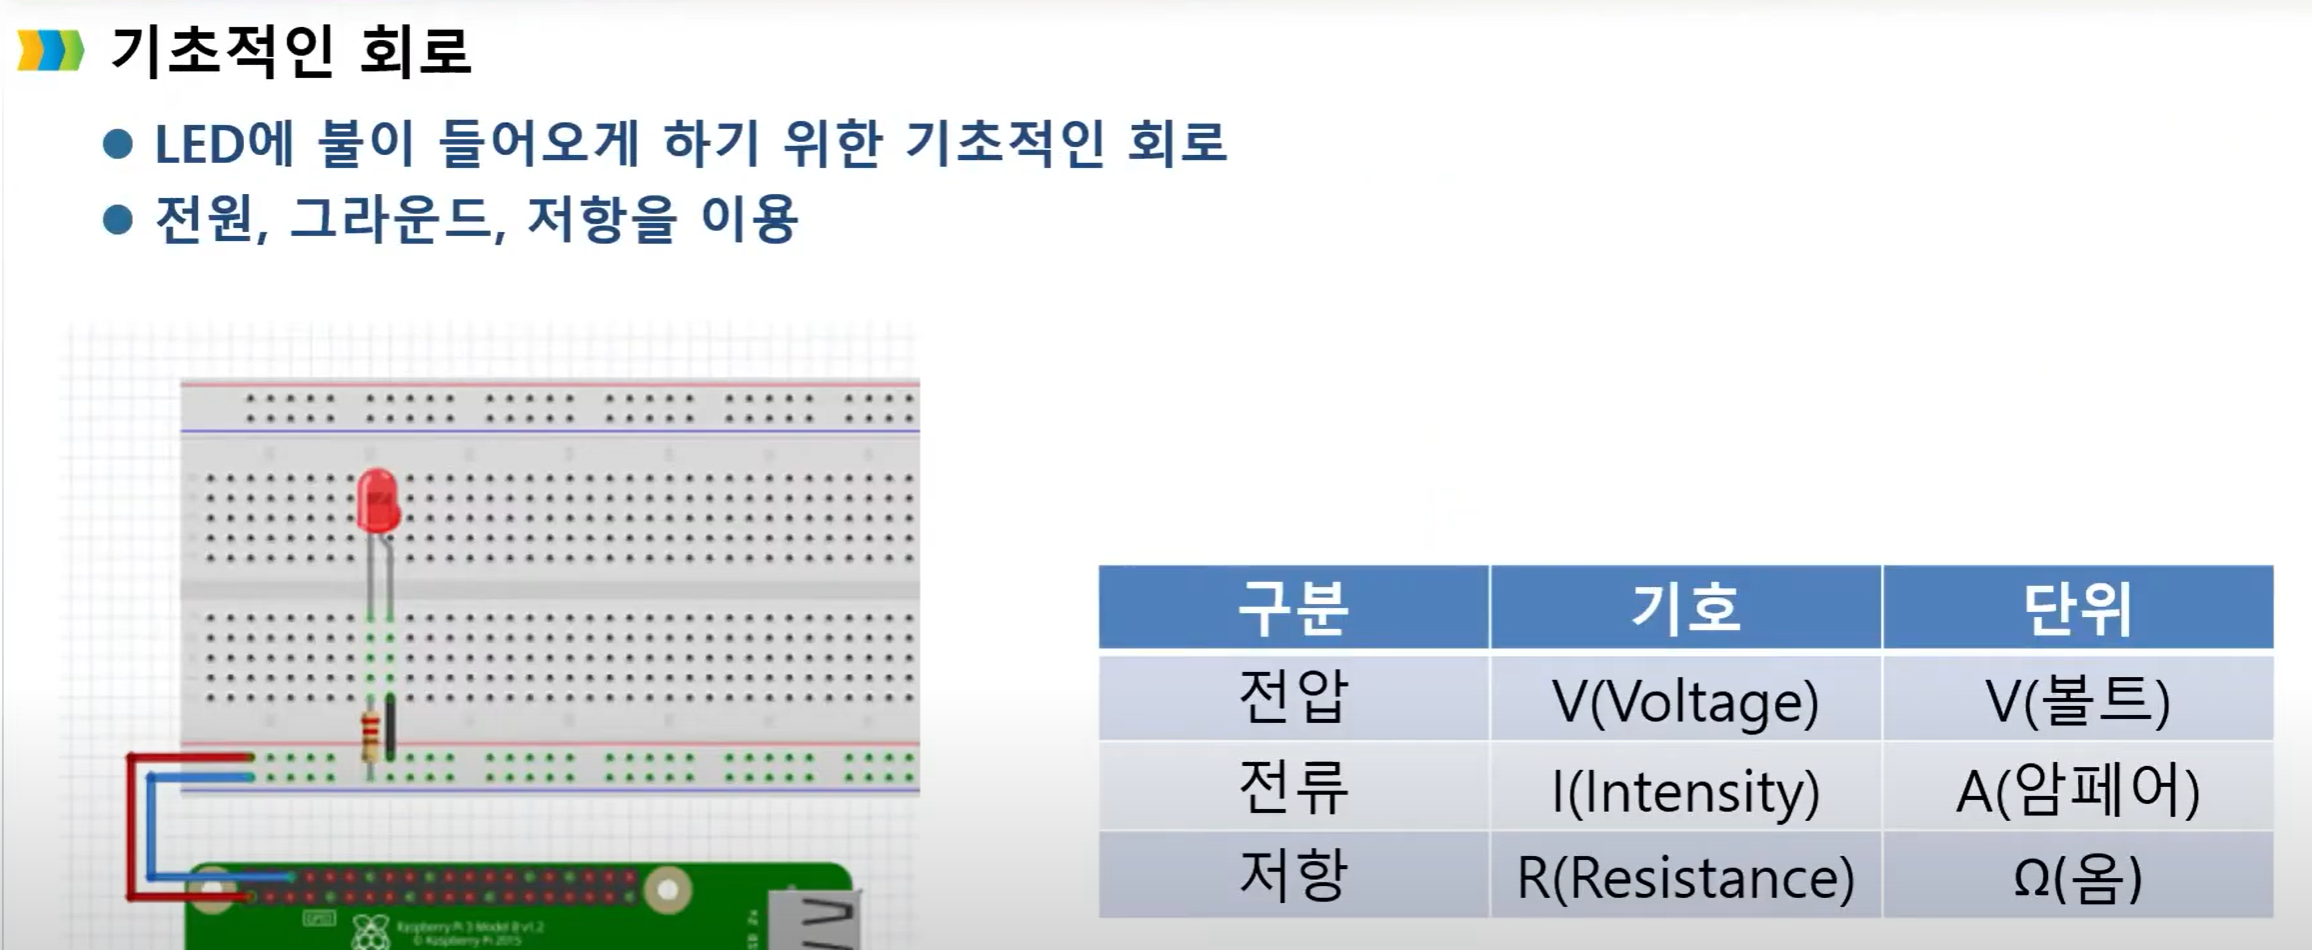 기초적인 회로
LED에 불이 들어오게 하기 위한 기초적인 회로
전원, 그라운드, 저항을 이용
구분 기호 단위
전압 V(Voltage) V(볼트)
전류 I(Intensity) A(암페어)
저항 R(Resistance) Ω(옴)
GPIO
Raspberry Pi 3 Model B v1.2
© Raspberry Pi 2015